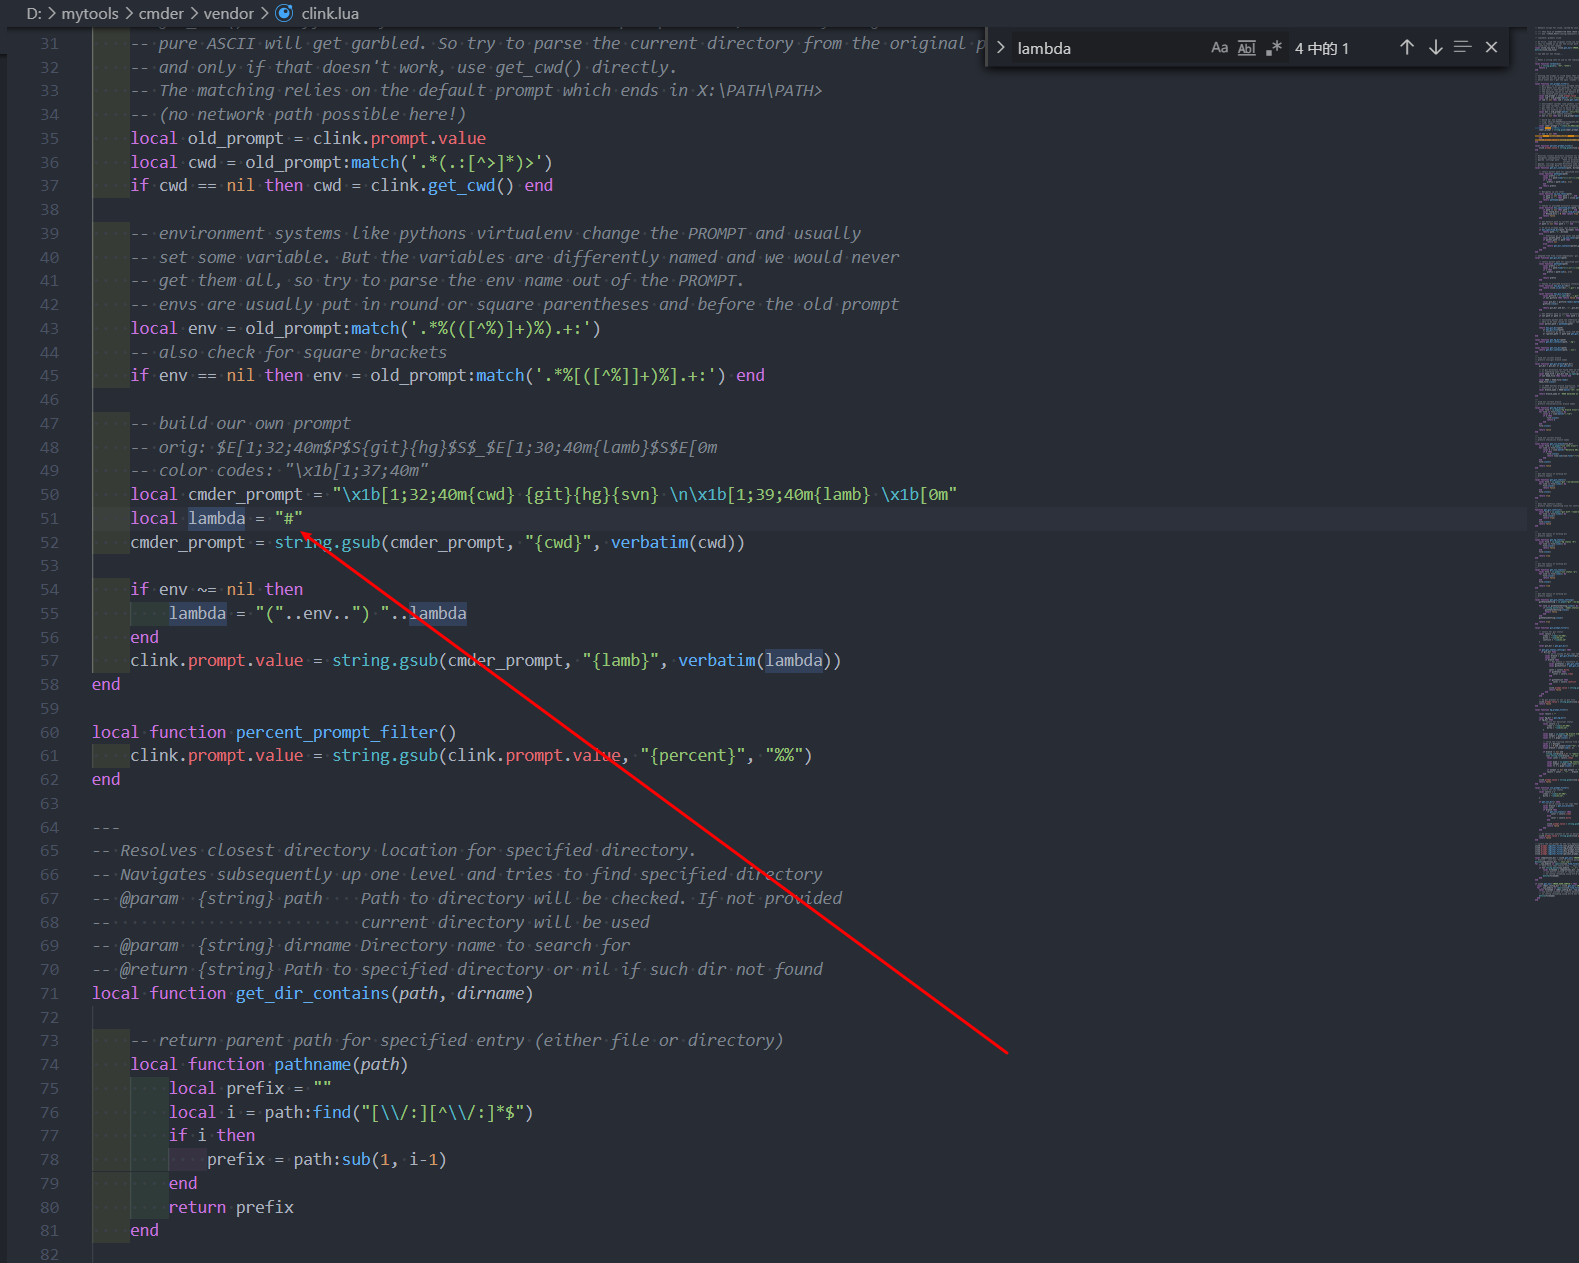 D: > mytools > cmder > vendor > clink.lua
lambda
Aa Abl .* 4 中的 1
31 -- pure ASCII will get garbled. So try to parse the current directory from the original p
32 -- and only if that doesn't work, use get_cwd() directly.
33 -- The matching relies on the default prompt which ends in X:\PATH\PATH>
34 -- (no network path possible here!)
35 local old_prompt = clink.prompt.value
36 local cwd = old_prompt:match('.*(.:[^>]*)>')
37 if cwd == nil then cwd = clink.get_cwd() end
38
39 -- environment systems like pythons virtualenv change the PROMPT and usually
40 -- set some variable. But the variables are differently named and we would never
41 -- get them all, so try to parse the env name out of the PROMPT.
42 -- envs are usually put in round or square parentheses and before the old prompt
43 local env = old_prompt:match('.*%(([^%)]+)%).+:')
44 -- also check for square brackets
45 if env == nil then env = old_prompt:match('.*%[([^%]]+)%].+:') end
46
47 -- build our own prompt
48 -- orig: $E[1;32;40m$P$S{git}{hg}$S$_$E[1;30;40m{lamb}$S$E[0m
49 -- color codes: "\x1b[1;37;40m"
50 local cmder_prompt = "\x1b[1;32;40m{cwd} {git}{hg}{svn} \n\x1b[1;39;40m{lamb} \x1b[0m"
51 local lambda = "#"
52 cmder_prompt = string.gsub(cmder_prompt, "{cwd}", verbatim(cwd))
53
54 if env ~= nil then
55 lambda = "("..env..") "..lambda
56 end
57 clink.prompt.value = string.gsub(cmder_prompt, "{lamb}", verbatim(lambda))
58 end
59
60 local function percent_prompt_filter()
61 clink.prompt.value = string.gsub(clink.prompt.value, "{percent}", "%%")
62 end
63
64 ---
65 -- Resolves closest directory location for specified directory.
66 -- Navigates subsequently up one level and tries to find specified directory
67 -- @param {string} path Path to directory will be checked. If not provided
68 -- current directory will be used
69 -- @param {string} dirname Directory name to search for
70 -- @return {string} Path to specified directory or nil if such dir not found
71 local function get_dir_contains(path, dirname)
72
73 -- return parent path for specified entry (either file or directory)
74 local function pathname(path)
75 local prefix = ""
76 local i = path:find("[\\/:][^\\/:]*$")
77 if i then
78 prefix = path:sub(1, i-1)
79 end
80 return prefix
81 end
82